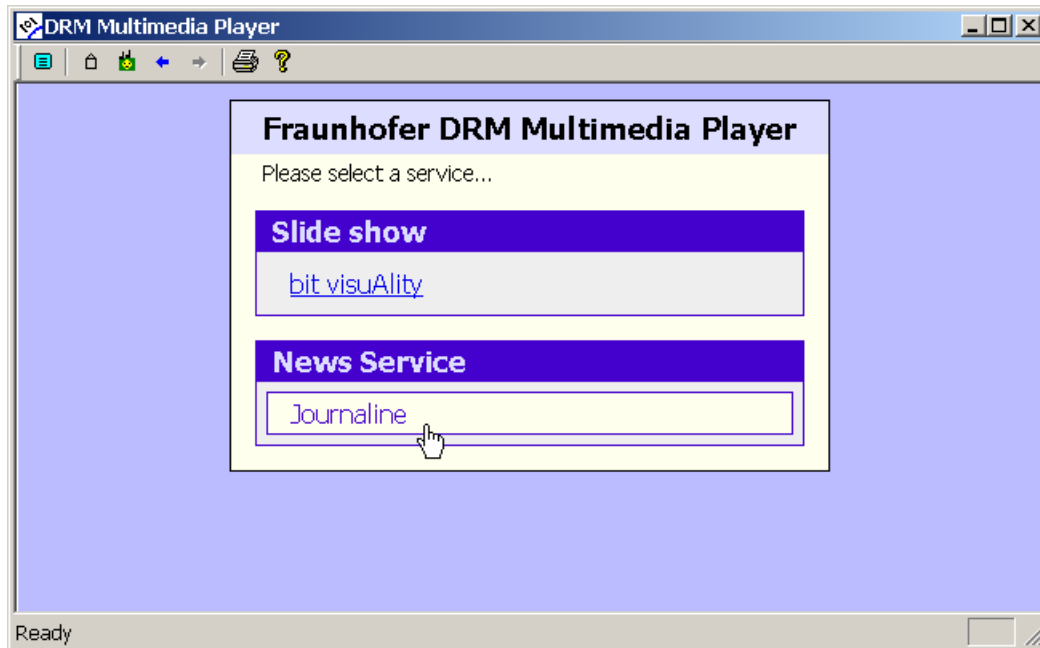 DRM Multimedia Player
Fraunhofer DRM Multimedia Player
Please select a service...
Slide show
bit visuAlity
News Service
Journaline
Ready